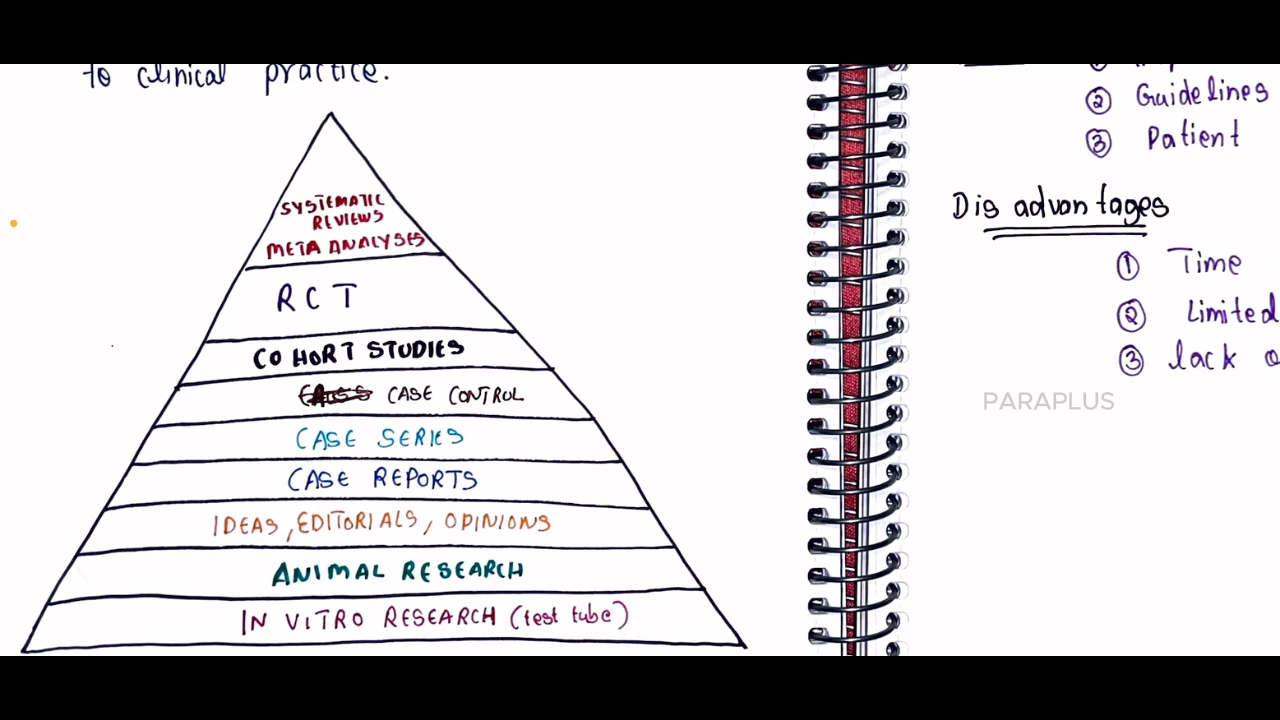 to clinical practice.
SYSTEMATIC
REVIEWS
META ANALYSES
RCT
COHORT STUDIES
CASE CONTROL
CASE SERIES
CASE REPORTS
IDEAS, EDITORIALS, OPINIONS
ANIMAL RESEARCH
IN VITRO RESEARCH (test tube)
② Guidelines
③ Patient
Disadvantages
① Time
② Limited
③ lack
PARAPLUS